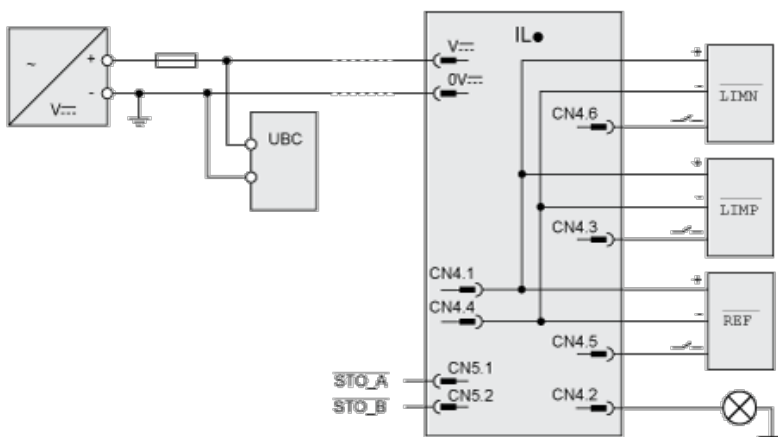 IL●
~
+
-
V⎓
V⎓
0V⎓
UBC
CN4.6
+
-
LIMN
CN4.3
+
-
LIMP
CN4.1
CN4.4
CN4.5
+
-
REF
STO_A
STO_B
CN5.1
CN5.2
CN4.2